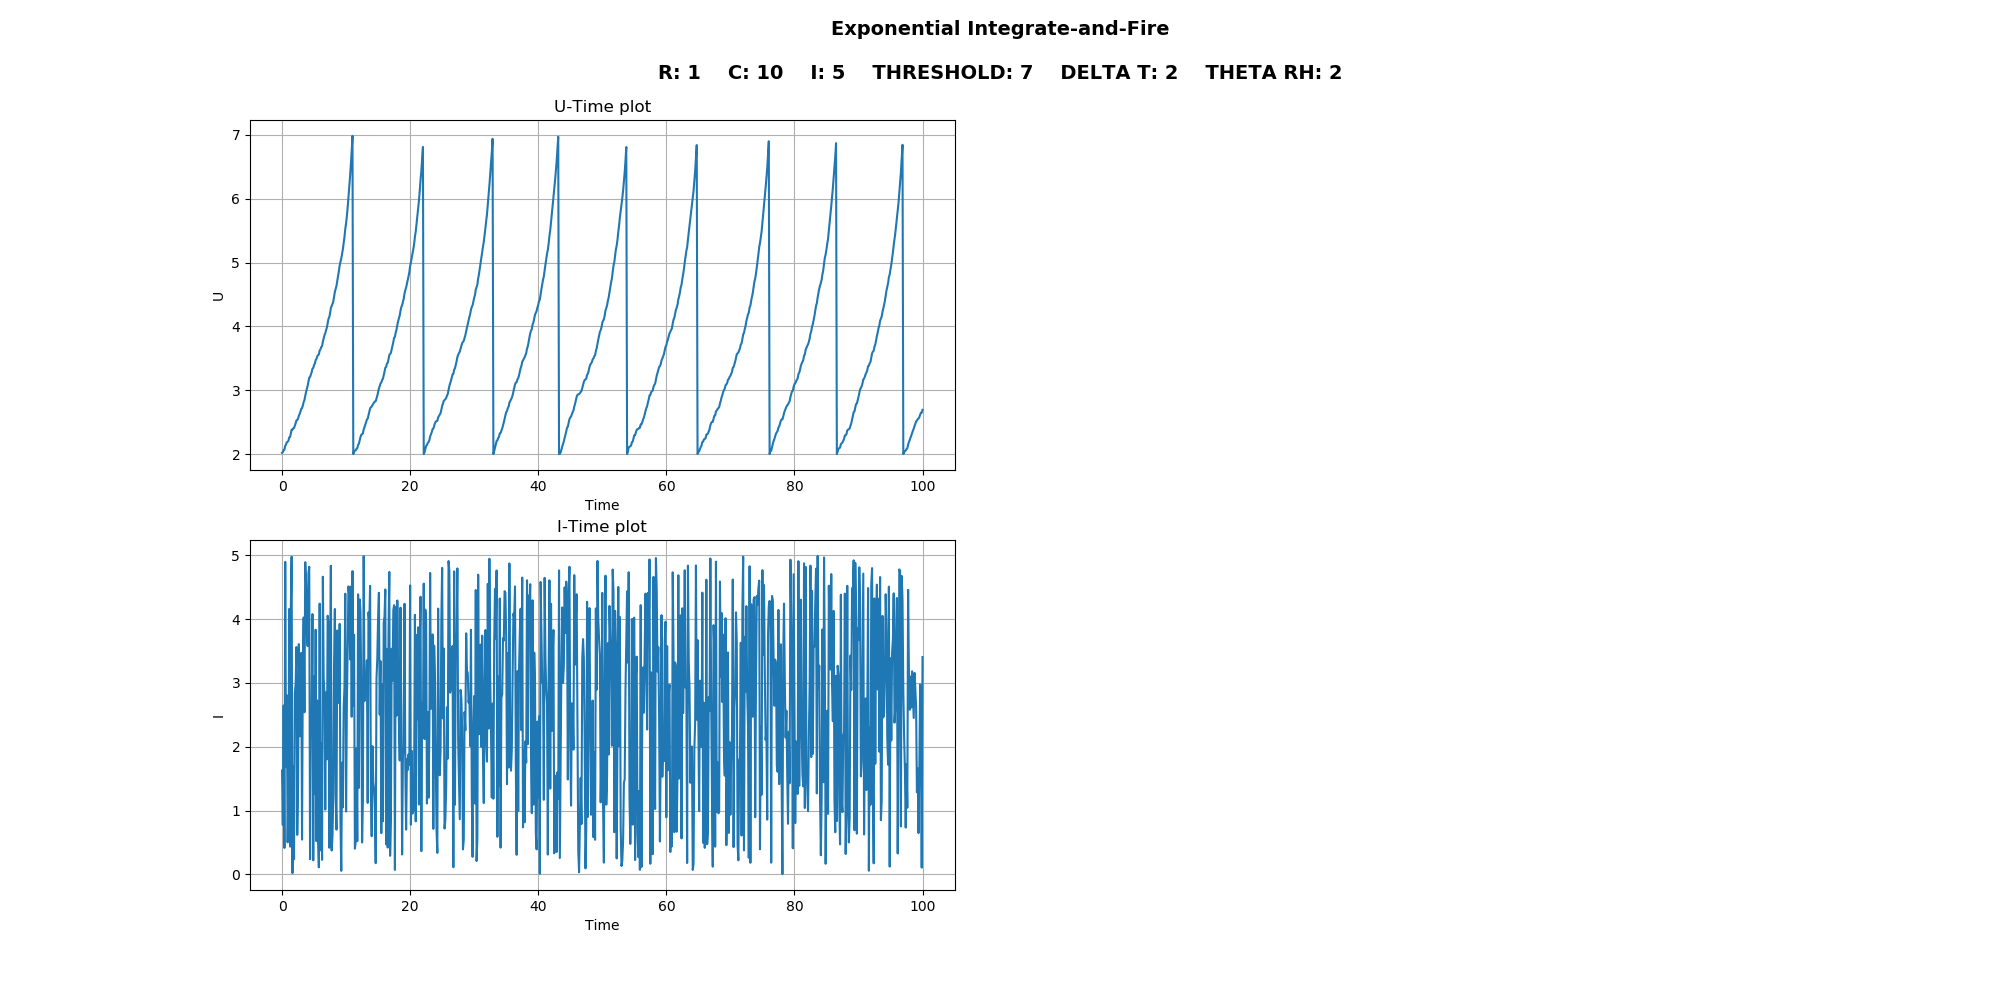 Exponential Integrate-and-Fire
R: 1    C: 10    I: 5    THRESHOLD: 7    DELTA T: 2    THETA RH: 2
U-Time plot
7
6
5
4
3
2
U
0 20 40 60 80 100
Time
I-Time plot
5
4
3
2
1
0
I
0 20 40 60 80 100
Time